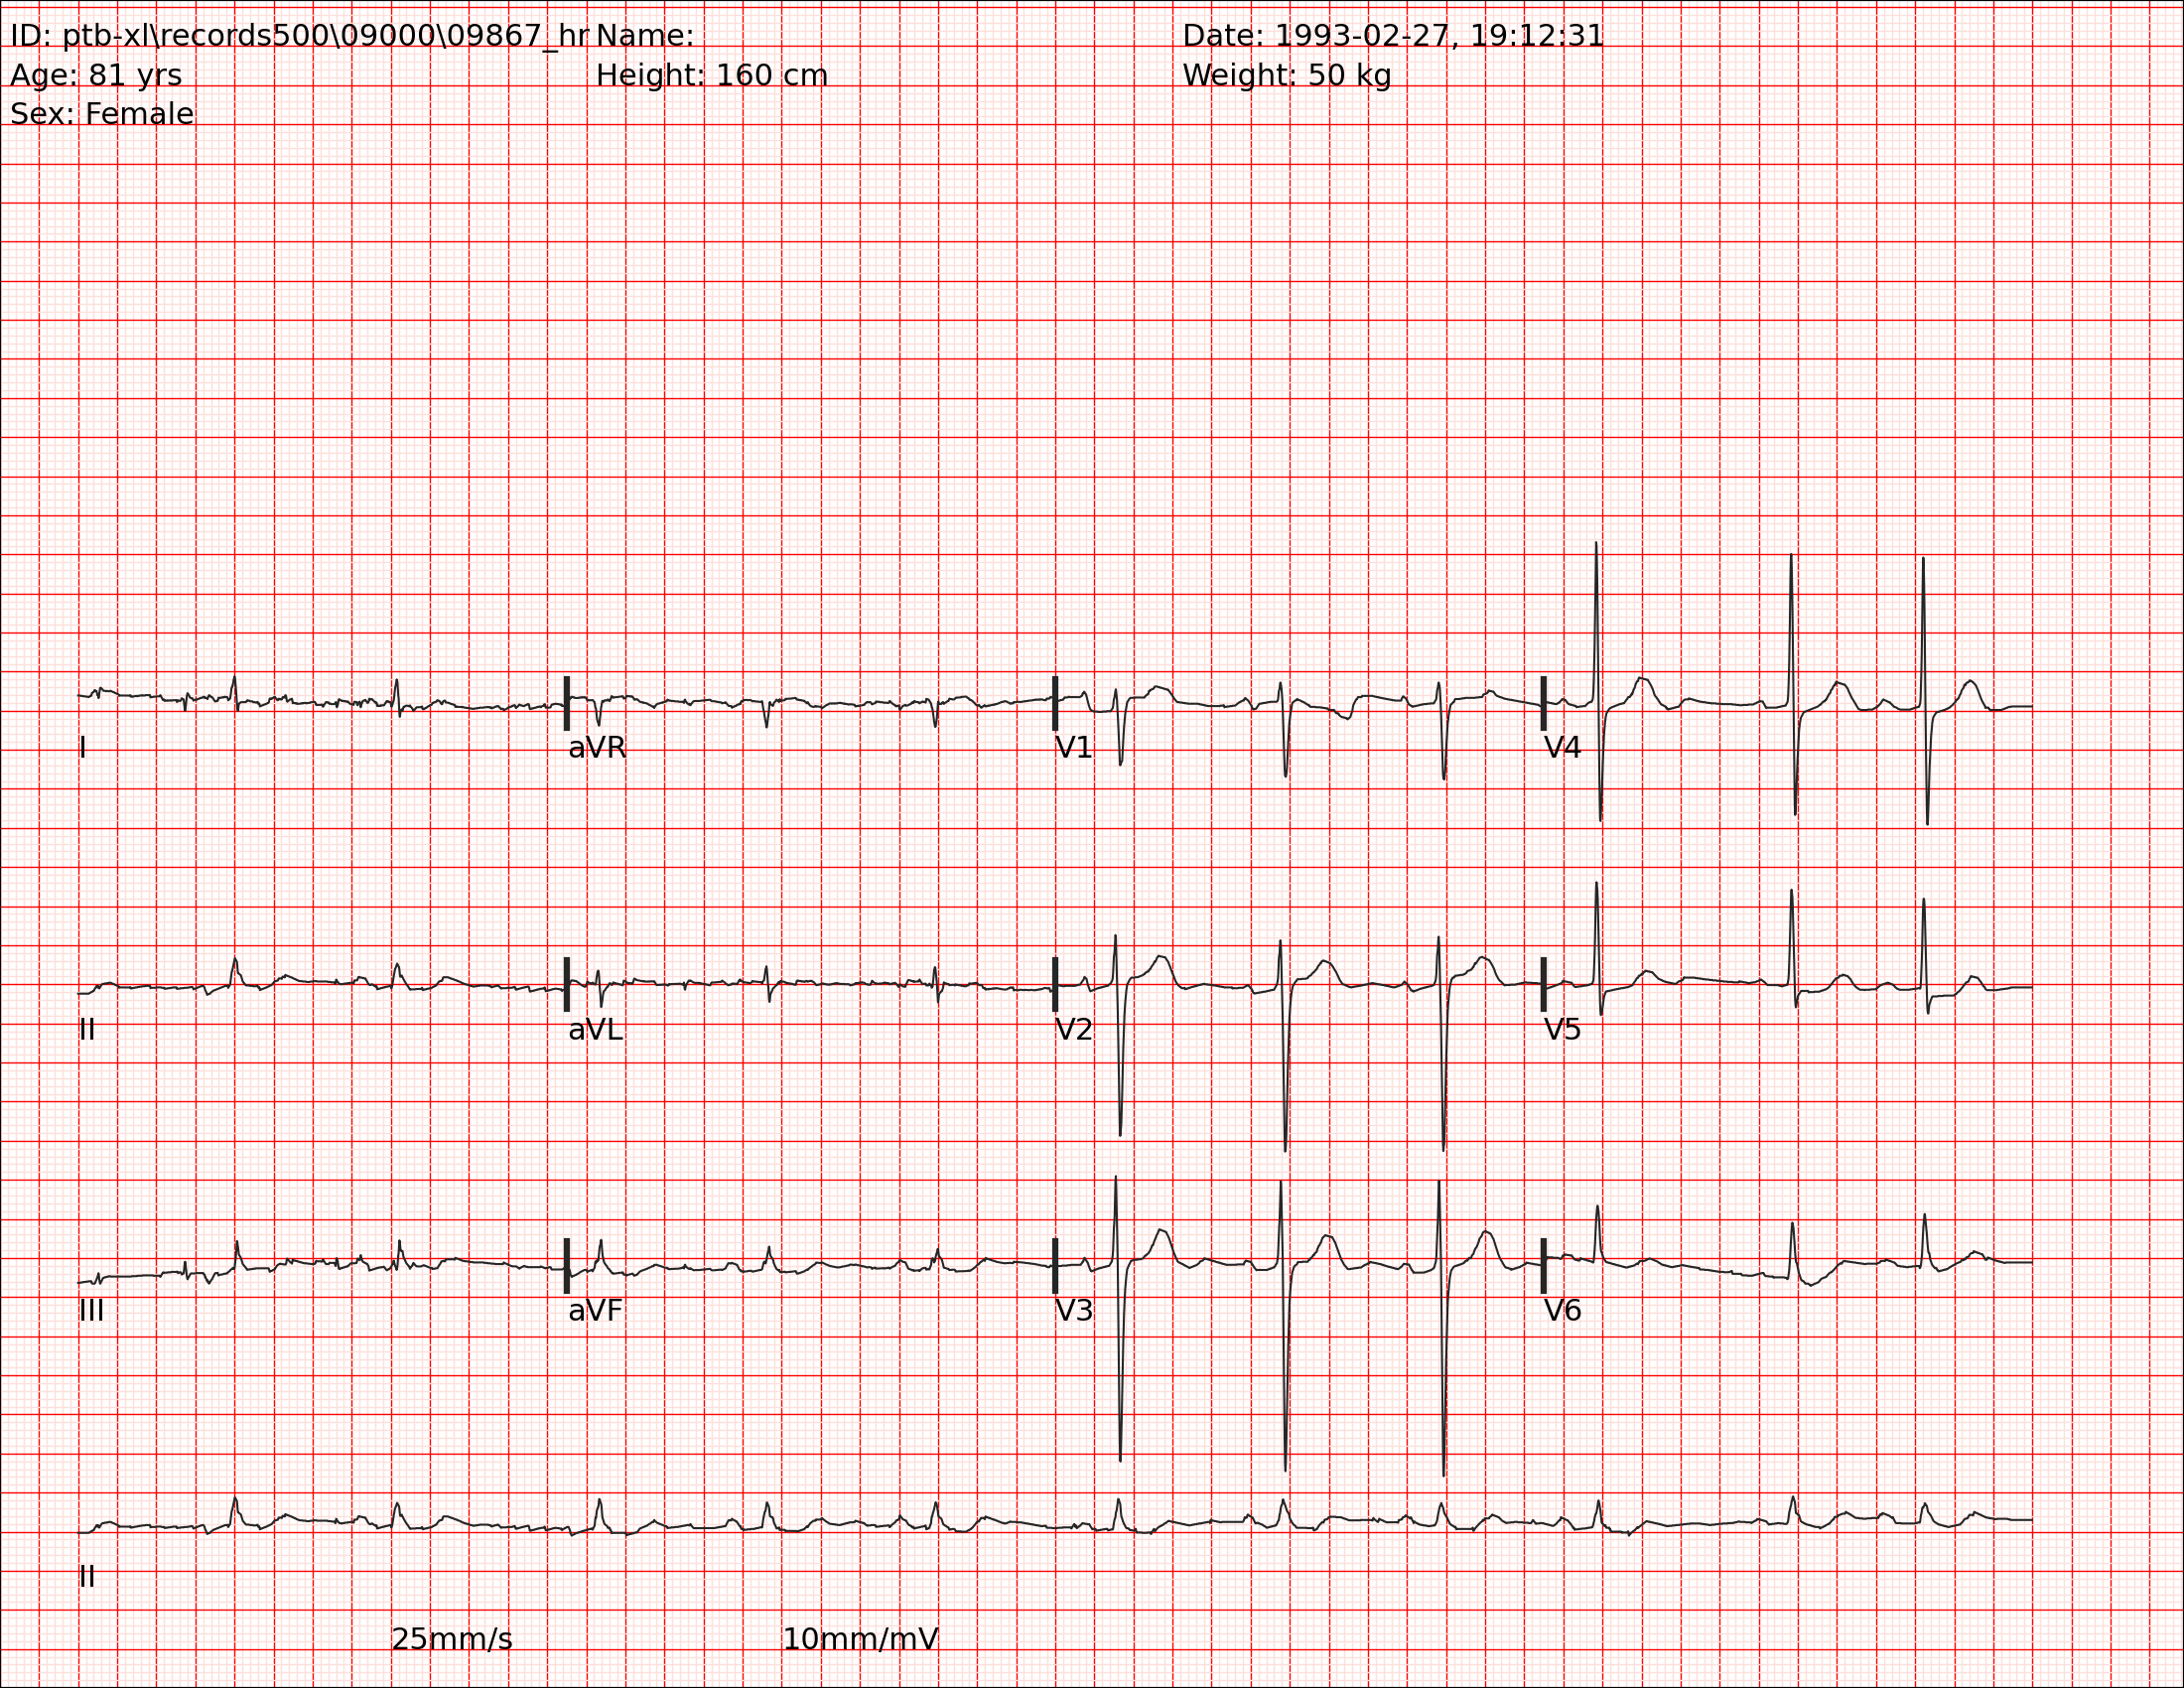 ID: ptb-xl\records500\09000\09867_hr Name: Date: 1993-02-27, 19:12:31
Age: 81 yrs Height: 160 cm Weight: 50 kg
Sex: Female
I aVR V1 V4
II aVL V2 V5
III aVF V3 V6
II
25mm/s 10mm/mV